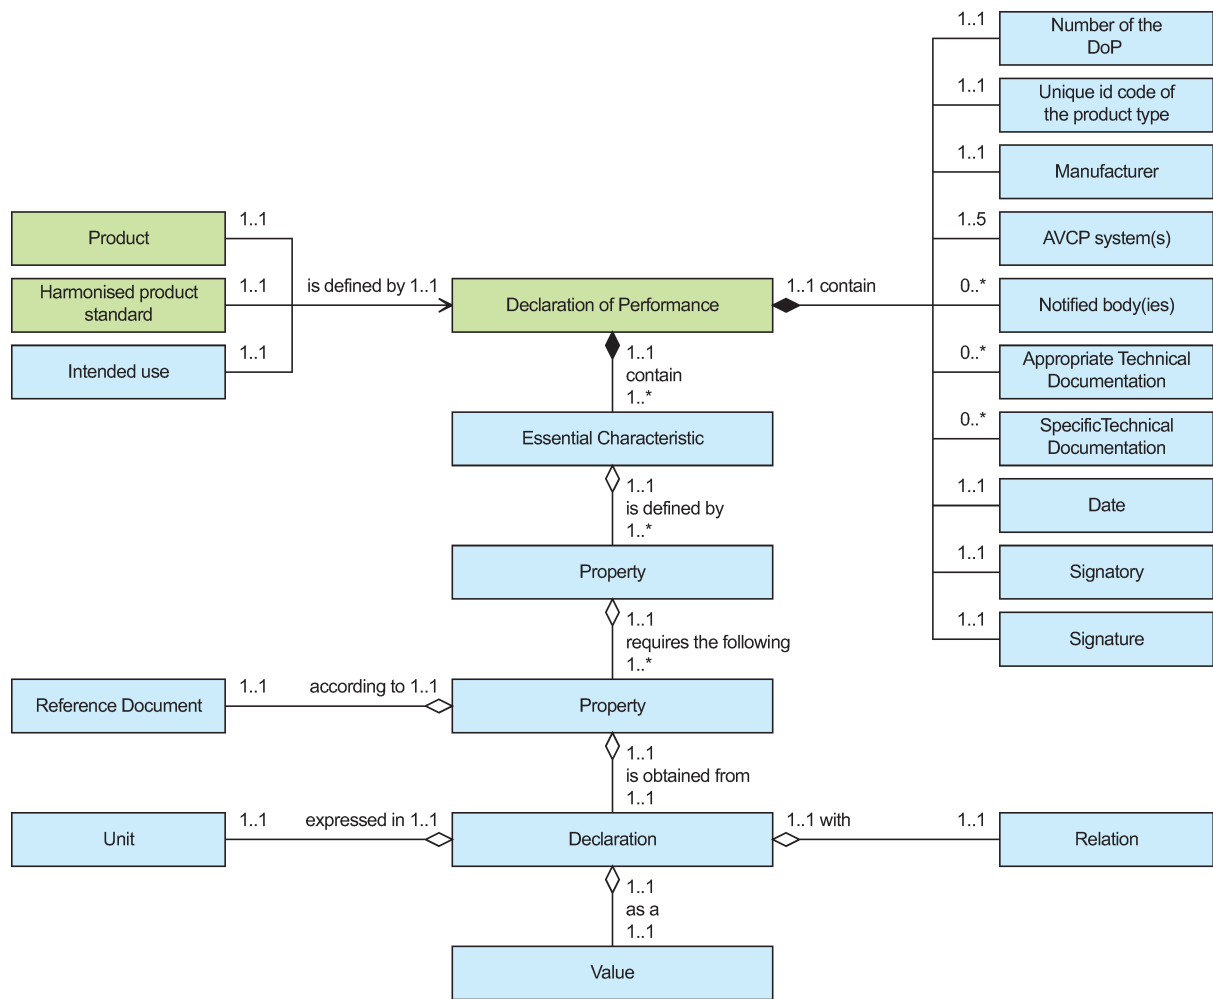 1..1
Number of the
DoP
1..1
Unique id code of
the product type
1..1
Manufacturer
1..1
Product
1..5
AVCP system(s)
1..1
Harmonised product
standard
is defined by 1..1
Declaration of Performance
1..1 contain
0..*
Notified body(ies)
1..1
Intended use
1..1
contain
1..*
0..*
Appropriate Technical
Documentation
Essential Characteristic
0..*
SpecificTechnical
Documentation
1..1
is defined by
1..*
1..1
Date
Property
1..1
Signatory
1..1
requires the following
1..*
1..1
Signature
Reference Document
1..1
according to 1..1
Property
1..1
is obtained from
1..1
Unit
1..1
expressed in 1..1
Declaration
1..1 with
1..1
Relation
1..1
as a
1..1
Value